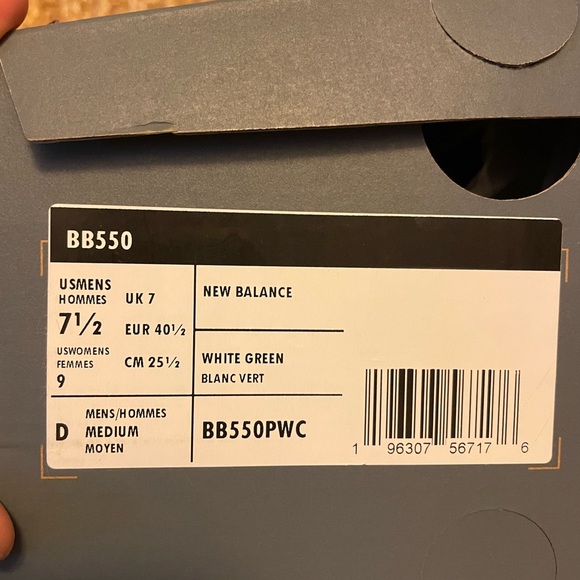 BB550
USMENS
HOMMES
7½
UK 7
EUR 40½
USWOMENS
FEMMES
9
CM 25½
NEW BALANCE
WHITE GREEN
BLANC VERT
D
MENS/HOMMES
MEDIUM
MOYEN
BB550PWC
1 96307 56717 6